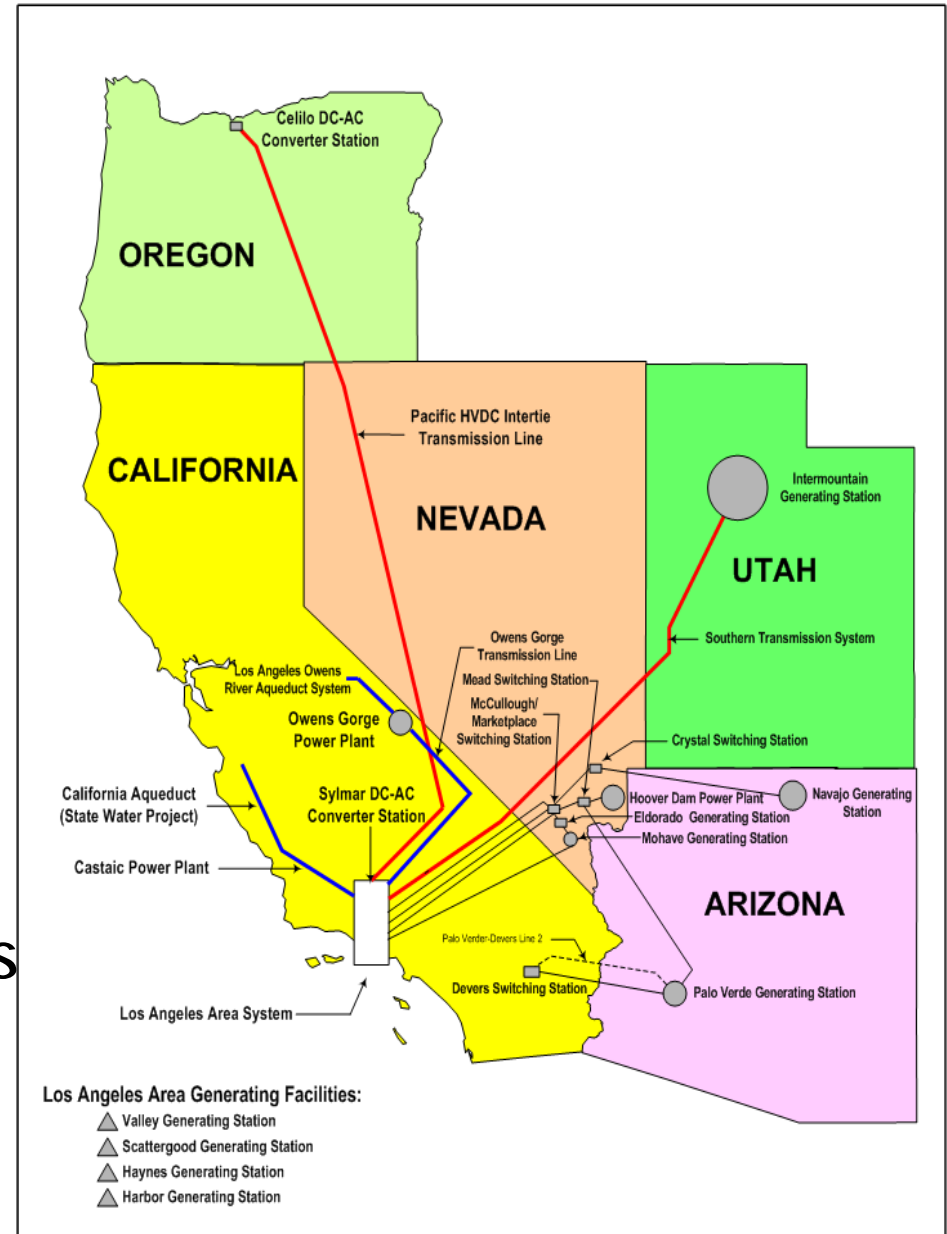 Celilo DC-AC
Converter Station
OREGON
Pacific HVDC Intertie
Transmission Line
CALIFORNIA
NEVADA
Intermountain
Generating Station
UTAH
Owens Gorge
Transmission Line
Southern Transmission System
Los Angeles Owens
River Aqueduct System
Mead Switching Station
McCullough/
Marketplace
Switching Station
Owens Gorge
Power Plant
Crystal Switching Station
California Aqueduct
(State Water Project)
Sylmar DC-AC
Converter Station
Hoover Dam Power Plant
Navajo Generating
Station
Eldorado Generating Station
Mohave Generating Station
Castaic Power Plant
ARIZONA
s
Palo Verder-Devers Line 2
Devers Switching Station
Palo Verde Generating Station
Los Angeles Area System
Los Angeles Area Generating Facilities:
Valley Generating Station
Scattergood Generating Station
Haynes Generating Station
Harbor Generating Station